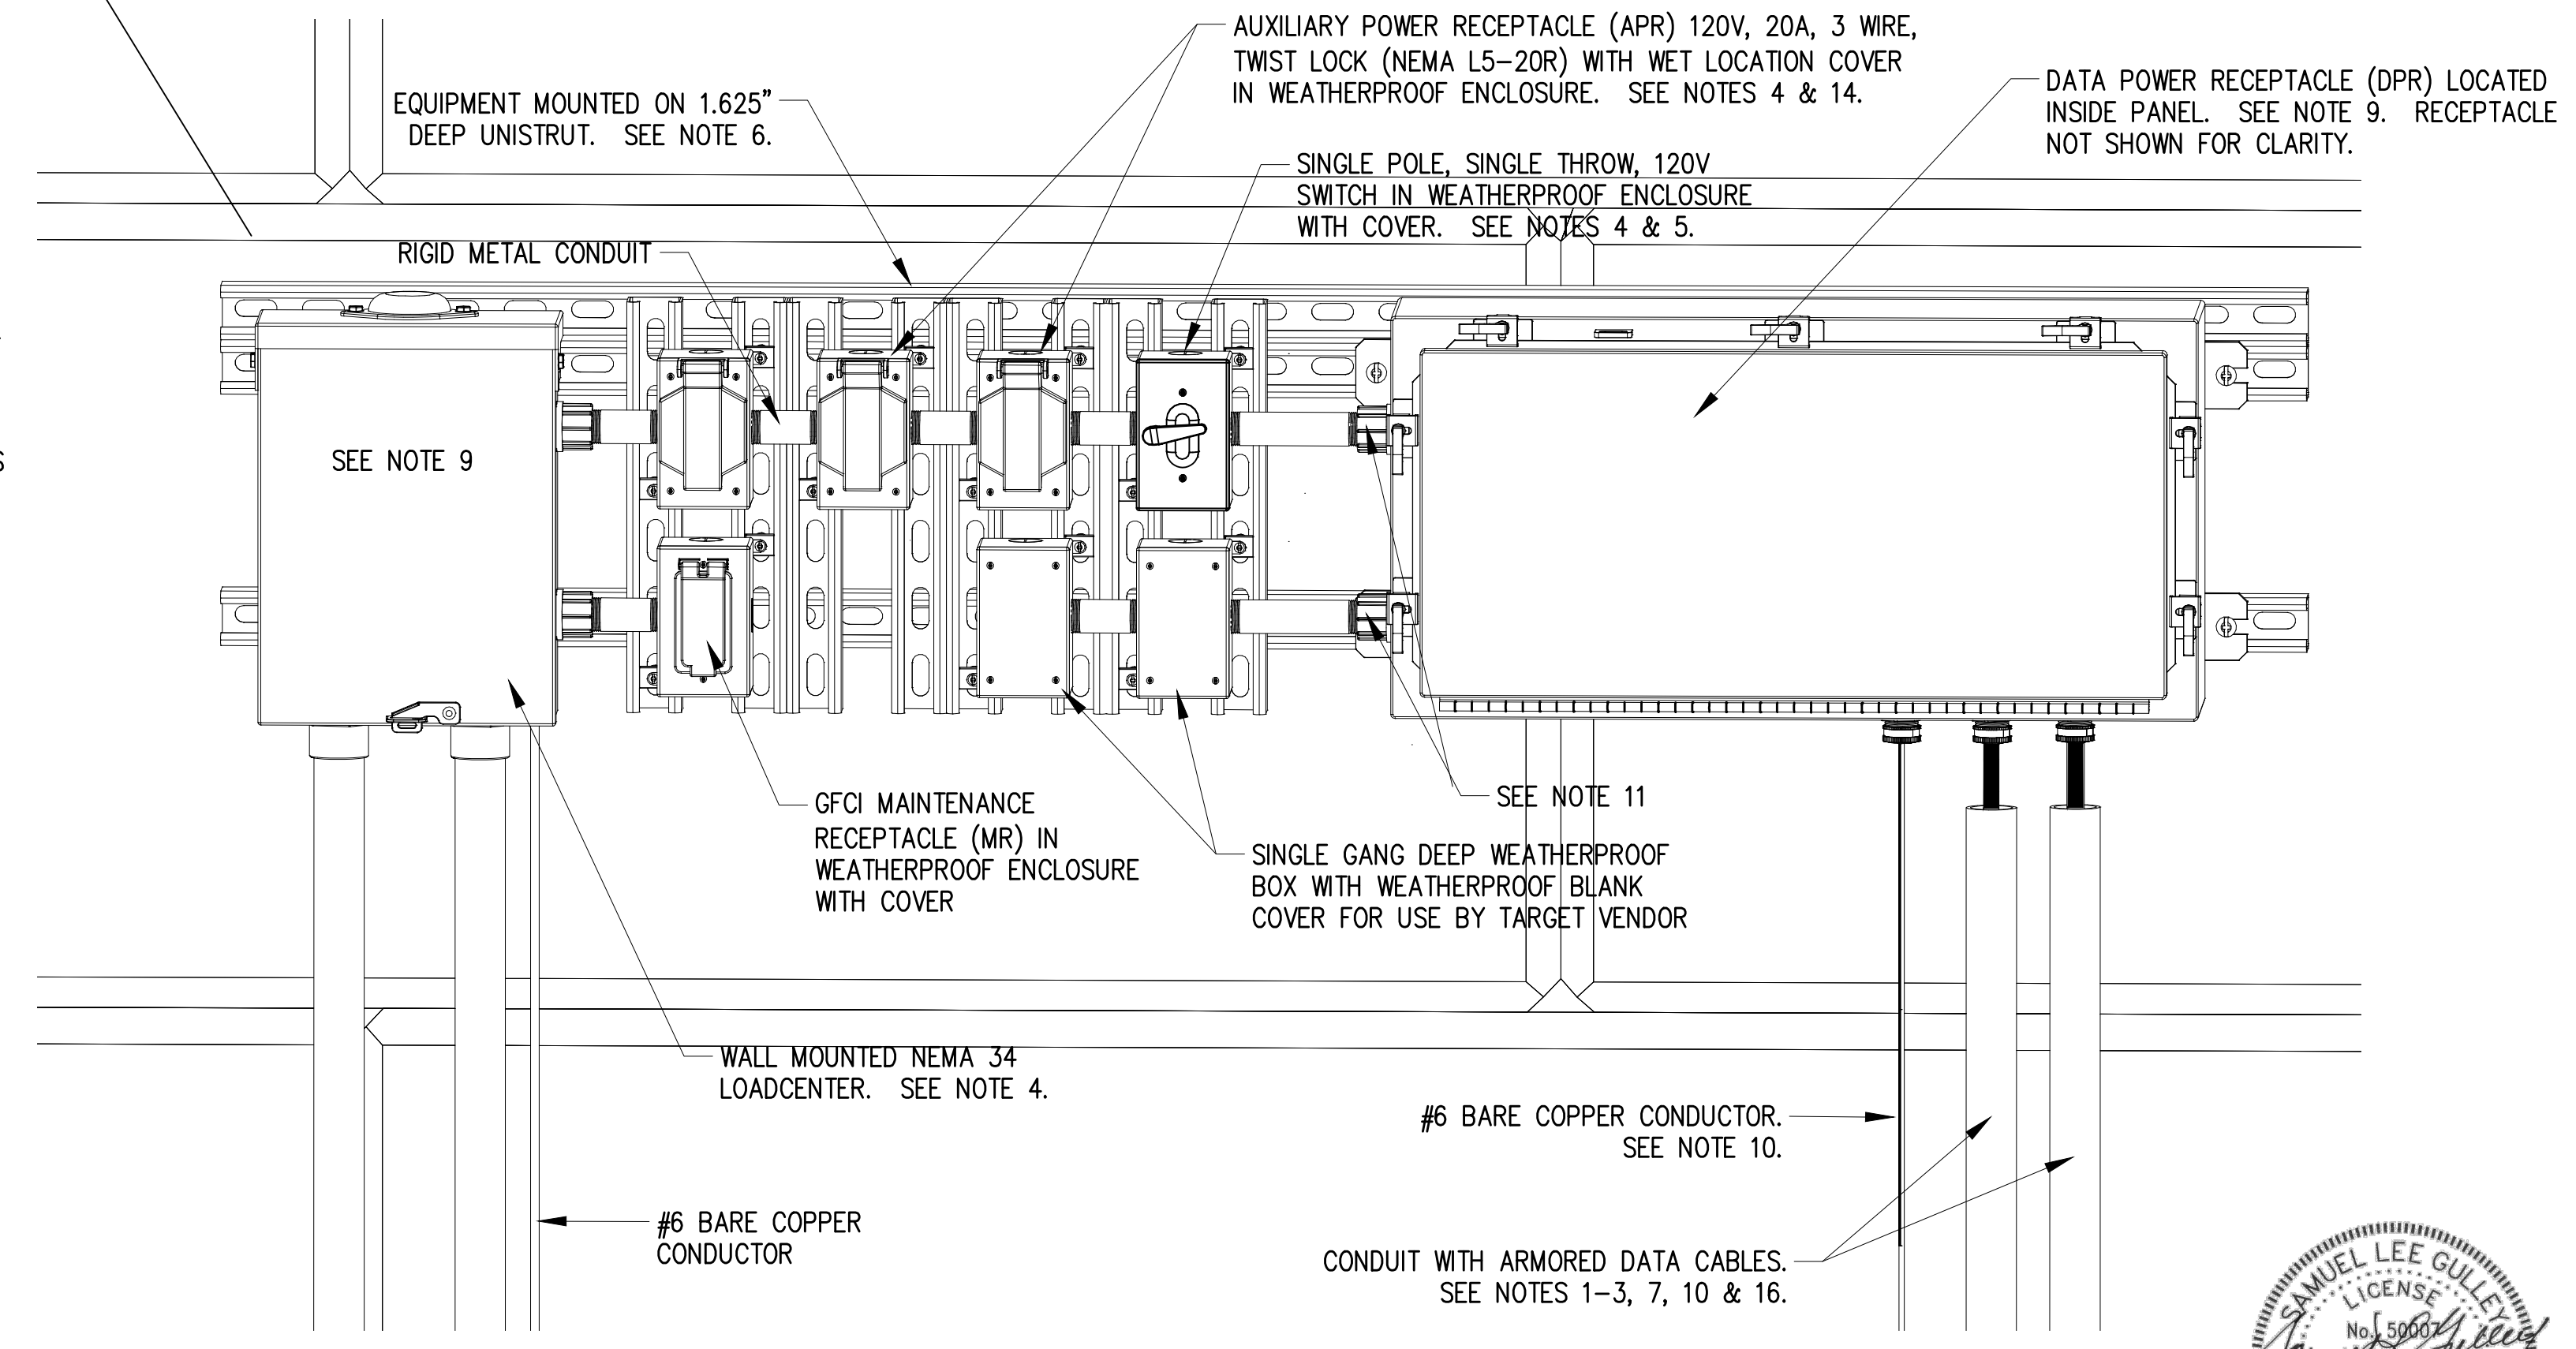 AUXILIARY POWER RECEPTACLE (APR) 120V, 20A, 3 WIRE,
TWIST LOCK (NEMA L5-20R) WITH WET LOCATION COVER
IN WEATHERPROOF ENCLOSURE. SEE NOTES 4 & 14.
DATA POWER RECEPTACLE (DPR) LOCATED
INSIDE PANEL. SEE NOTE 9. RECEPTACLE
NOT SHOWN FOR CLARITY.
EQUIPMENT MOUNTED ON 1.625"
DEEP UNISTRUT. SEE NOTE 6.
SINGLE POLE, SINGLE THROW, 120V
SWITCH IN WEATHERPROOF ENCLOSURE
WITH COVER. SEE NOTES 4 & 5.
RIGID METAL CONDUIT
S
SEE NOTE 9
GFCI MAINTENANCE
RECEPTACLE (MR) IN
WEATHERPROOF ENCLOSURE
WITH COVER
SEE NOTE 11
SINGLE GANG DEEP WEATHERPROOF
BOX WITH WEATHERPROOF BLANK
COVER FOR USE BY TARGET VENDOR
WALL MOUNTED NEMA 34
LOADCENTER. SEE NOTE 4.
#6 BARE COPPER CONDUCTOR.
SEE NOTE 10.
#6 BARE COPPER
CONDUCTOR
CONDUIT WITH ARMORED DATA CABLES.
SEE NOTES 1-3, 7, 10 & 16.
SAMUEL LEE GULLEY
LICENSE
No. 50007